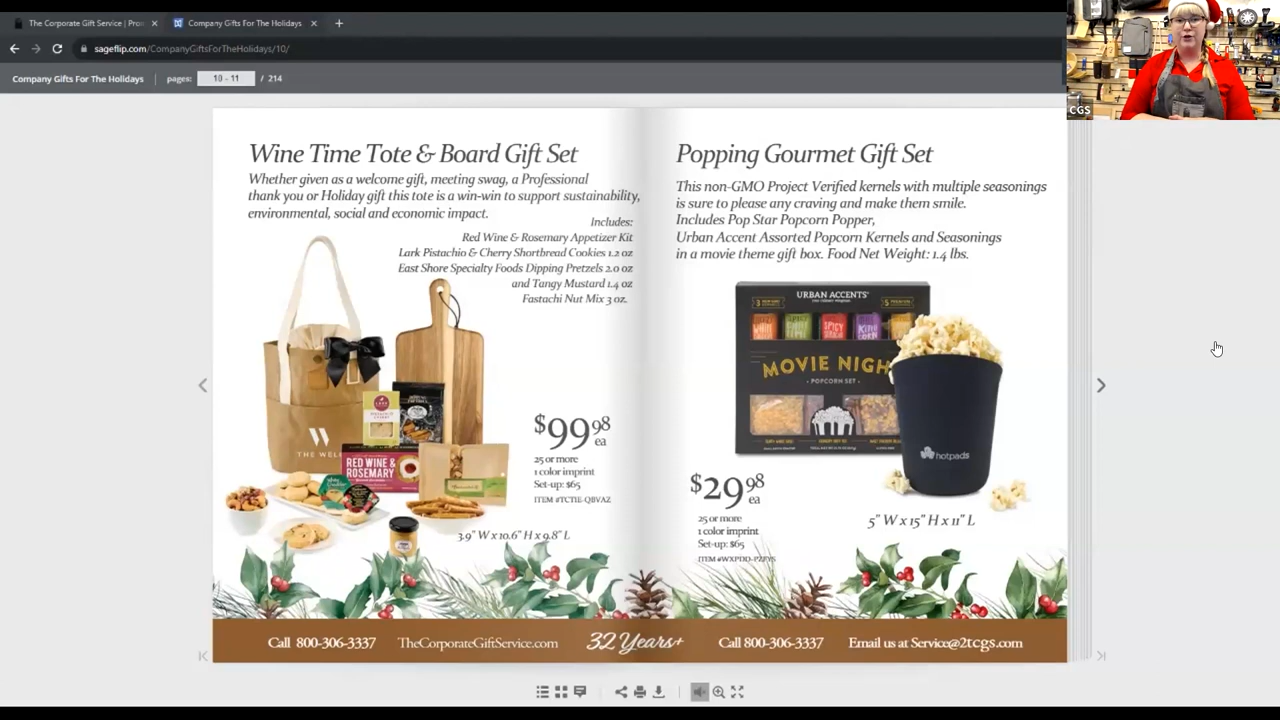 The Corporate Gift Service | Pro
Company Gifts For The Holidays
sageflip.com/CompanyGiftsForTheHolidays/10/
Company Gifts For The Holidays
pages: 10 - 11 / 214
CGS
Wine Time Tote & Board Gift Set
Whether given as a welcome gift, meeting swag, a Professional
thank you or Holiday gift this tote is a win-win to support sustainability,
environmental, social and economic impact.
Includes:
Red Wine & Rosemary Appetizer Kit
Lark Pistachio & Cherry Shortbread Cookies 1.2 oz
East Shore Specialty Foods Dipping Pretzels 2.0 oz
and Tangy Mustard 1.4 oz
Fastachi Nut Mix 3 oz.
THE WEL
RED WINE &
ROSEMARY
$99.98
ea
25 or more
1 color imprint
Set-up: $65
ITEM #TCTIE-QBVAZ
3.9" W x 10.6" H x 9.8" L
Popping Gourmet Gift Set
This non-GMO Project Verified kernels with multiple seasonings
is sure to please any craving and make them smile.
Includes Pop Star Popcorn Popper,
Urban Accent Assorted Popcorn Kernels and Seasonings
in a movie theme gift box. Food Net Weight: 1.4 lbs.
URBAN ACCENTS
MOVIE NIGH
POPCORN SET
hotpads
$29.98
ea
25 or more
1 color imprint
Set-up: $65
5" W x 15" H x 11" L
Call 800-306-3337 TheCorporateGiftService.com 32 Years+ Call 800-306-3337 Email us at Service@2tcgs.com